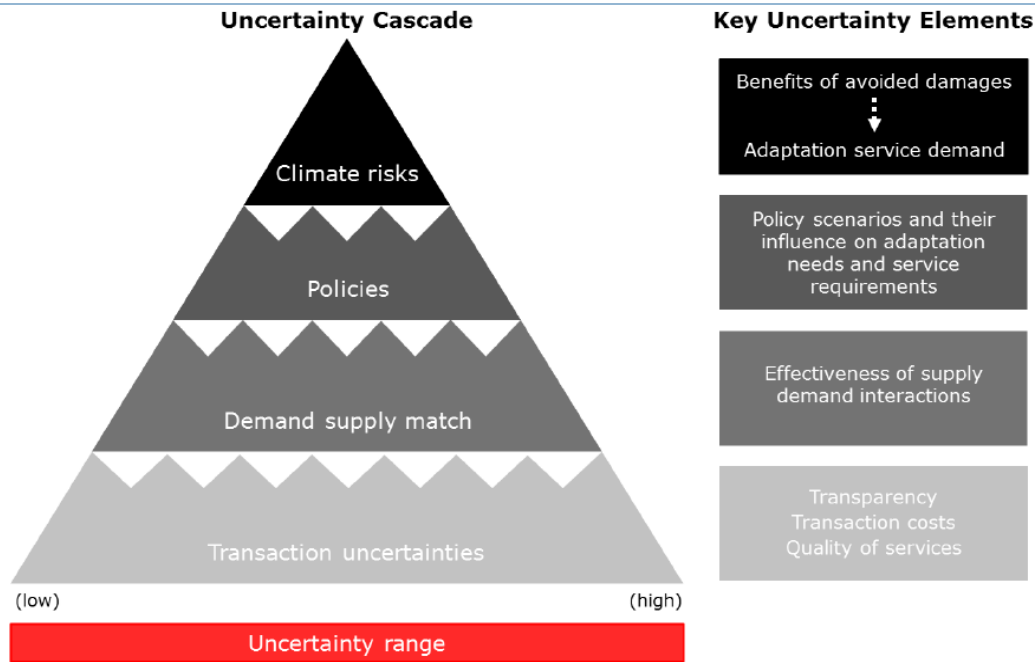 Uncertainty Cascade
Key Uncertainty Elements
Climate risks
Policies
Demand supply match
Transaction uncertainties
(low)
(high)
Uncertainty range
Benefits of avoided damages
Adaptation service demand
Policy scenarios and their
influence on adaptation
needs and service
requirements
Effectiveness of supply
demand interactions
Transparency
Transaction costs
Quality of services